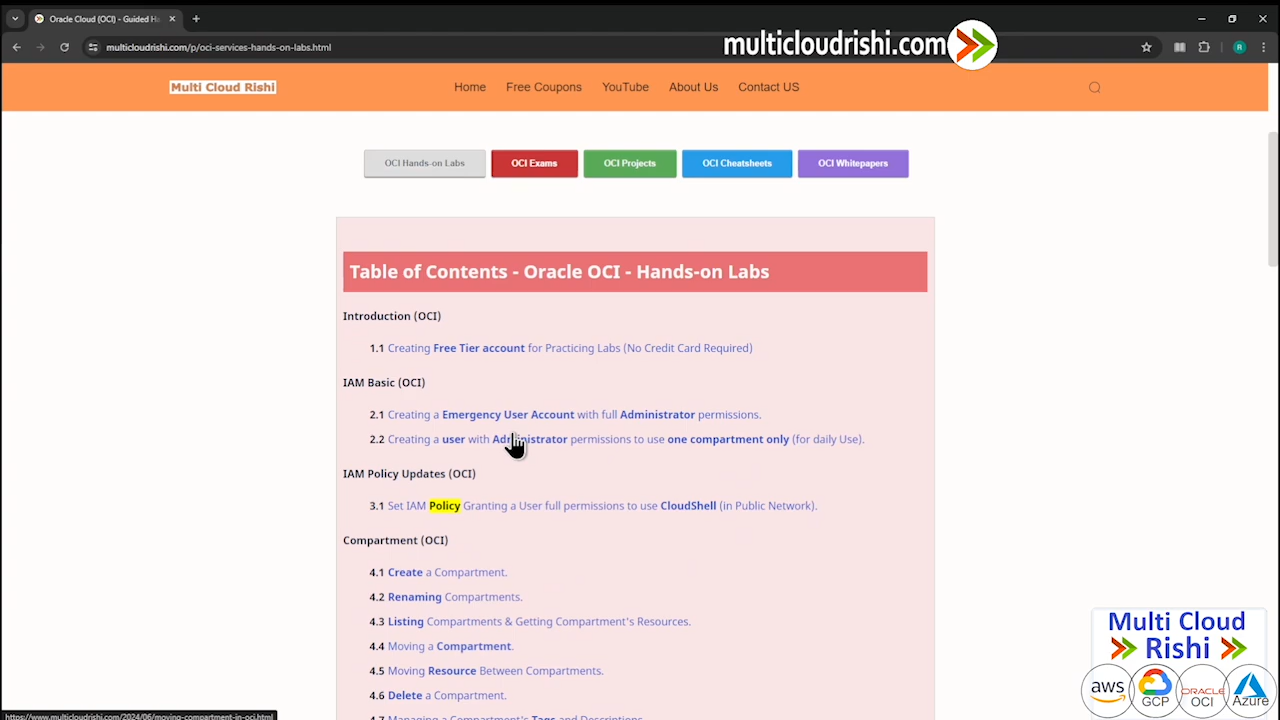 Oracle Cloud (OCI) - Guided Ha
multicloudrishi.com/p/oci-services-hands-on-labs.html
multicloudrishi.com
R
Multi Cloud Rishi
Home
Free Coupons
YouTube
About Us
Contact US
OCI Hands-on Labs
OCI Exams
OCI Projects
OCI Cheatsheets
OCI Whitepapers
Table of Contents - Oracle OCI - Hands-on Labs
Introduction (OCI)
1.1 Creating Free Tier account for Practicing Labs (No Credit Card Required)
IAM Basic (OCI)
2.1 Creating a Emergency User Account with full Administrator permissions.
2.2 Creating a user with Administrator permissions to use one compartment only (for daily Use).
IAM Policy Updates (OCI)
3.1 Set IAM Policy Granting a User full permissions to use CloudShell (in Public Network).
Compartment (OCI)
4.1 Create a Compartment.
4.2 Renaming Compartments.
4.3 Listing Compartments & Getting Compartment's Resources.
4.4 Moving a Compartment.
4.5 Moving Resource Between Compartments.
4.6 Delete a Compartment.
4.7 Managing a Compartment's Tags and Descriptions.
https://www.multicloudrishi.com/2024/06/moving-compartment-in-oci.html
Multi Cloud
Rishi
aws
GCP
ORACLE
OCI
Azure